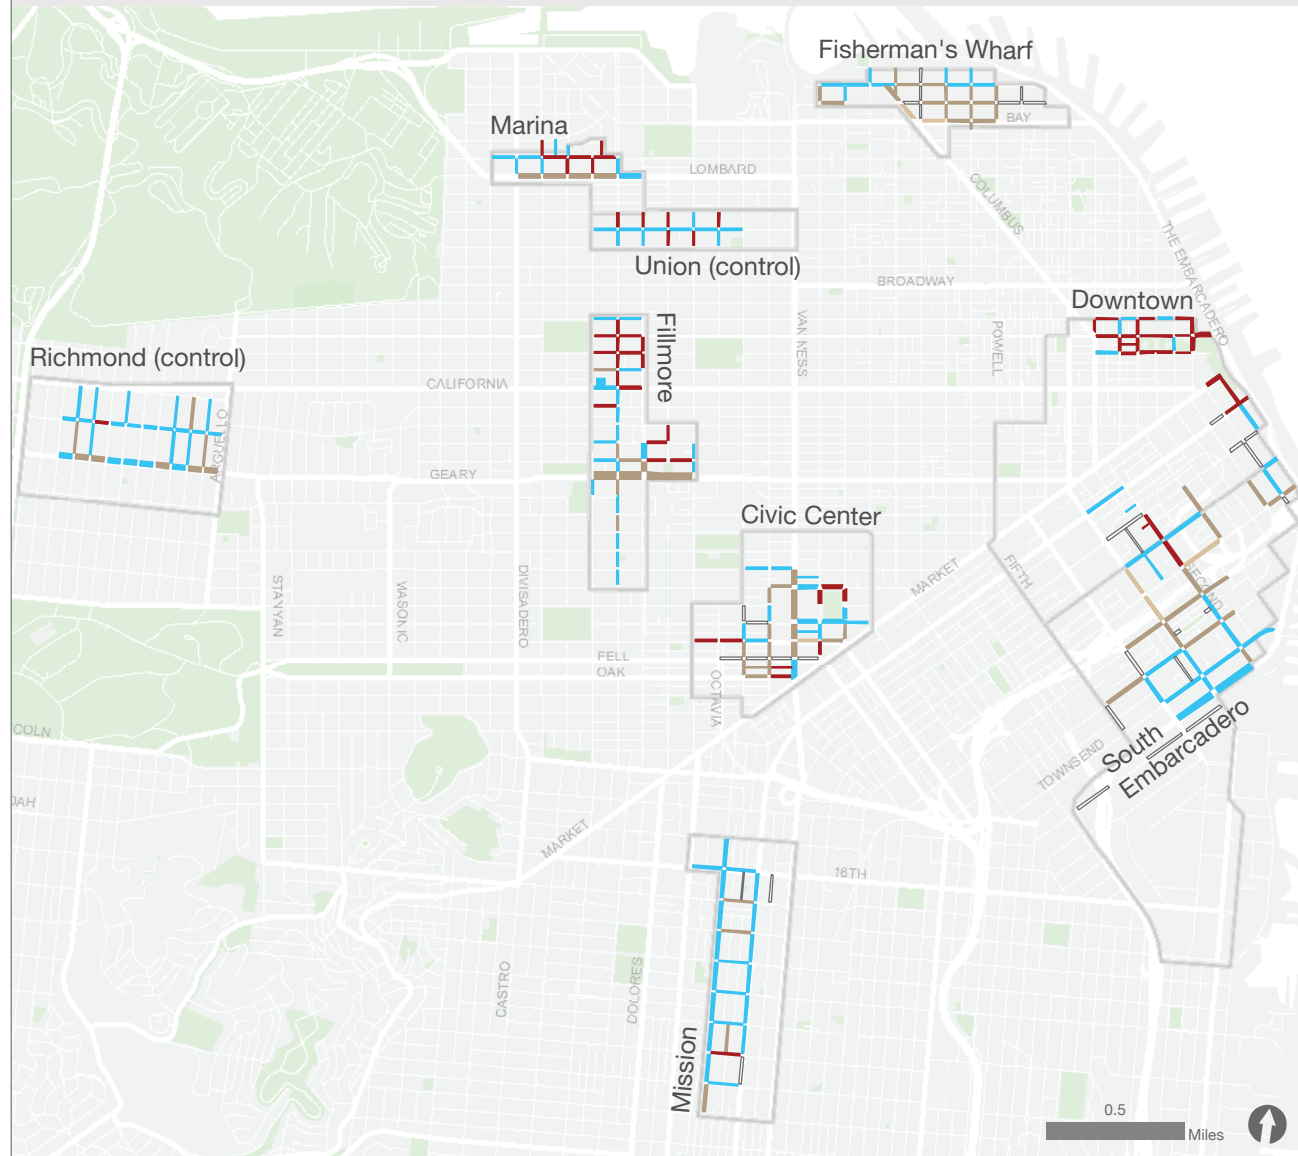 Fisherman's Wharf
BAY
Marina
LOMBARD
COLUMBUS
THE EMBARCADERO
Union (control)
BROADWAY
Downtown
VAN NESS
POWELL
Fillmore
Richmond (control)
CALIFORNIA
ARGUELLO
GEARY
Civic Center
MARKET
FIFTH
SECOND
STANYAN
MASONIC
DIVISADERO
FELL
OAK
OCTAVIA
COLN
South
Embarcadero
TOWNSEND
OAH
MARKET
16TH
CASTRO
DOLORES
Mission
0.5
Miles